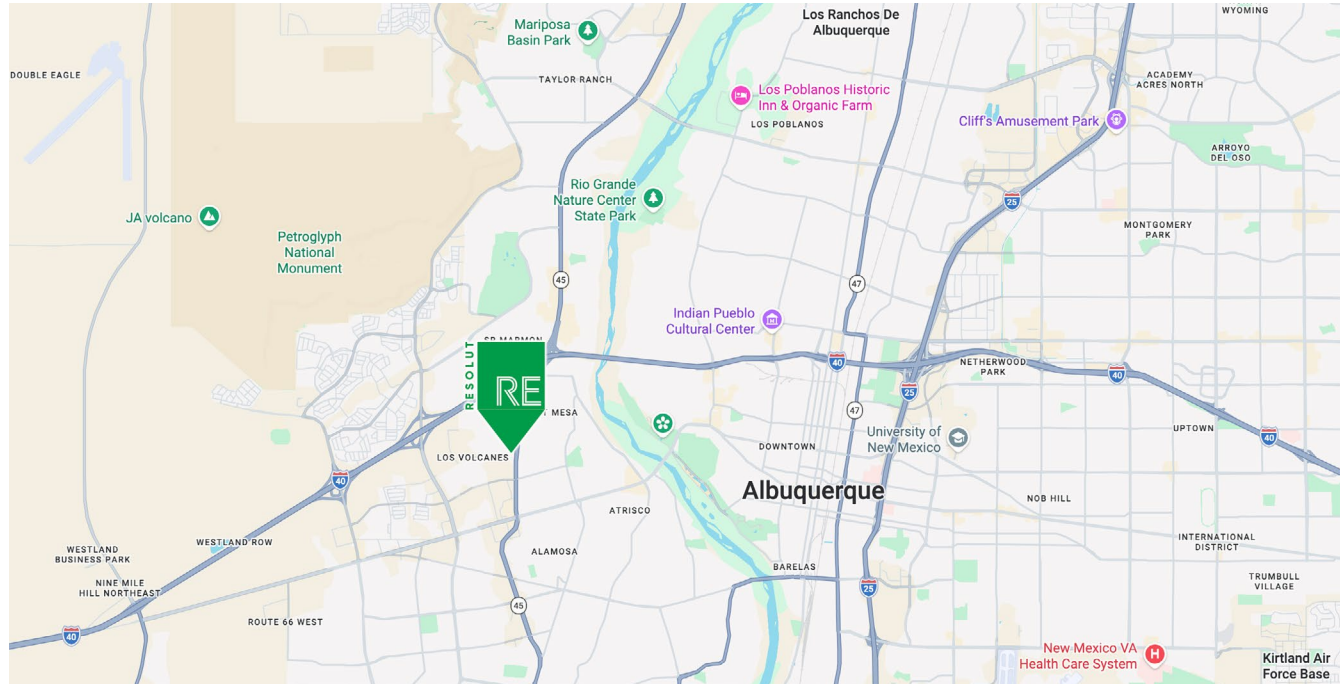 WYOMING
Los Ranchos De
Albuquerque
Mariposa
Basin Park
DOUBLE EAGLE
TAYLOR RANCH
ACADEMY
ACRES NORTH
Los Poblanos Historic
Inn & Organic Farm
LOS POBLANOS
Cliff's Amusement Park
ARROYO
DEL OSO
Rio Grande
Nature Center
State Park
25
JA volcano
MONTGOMERY
PARK
Petroglyph
National
Monument
45
47
Indian Pueblo
Cultural Center
SR MARMON
RESOLUT
RE
40
NETHERWOOD
PARK
40
25
47
MESA
UPTOWN
University of
New Mexico
40
DOWNTOWN
LOS VOLCANES
40
Albuquerque
NOB HILL
ATRISCO
INTERNATIONAL
DISTRICT
WESTLAND ROW
WESTLAND
BUSINESS PARK
ALAMOSA
BARELAS
TRUMBULL
VILLAGE
NINE MILE
HILL NORTHEAST
25
45
ROUTE 66 WEST
40
New Mexico VA
Health Care System
H
Kirtland Air
Force Base